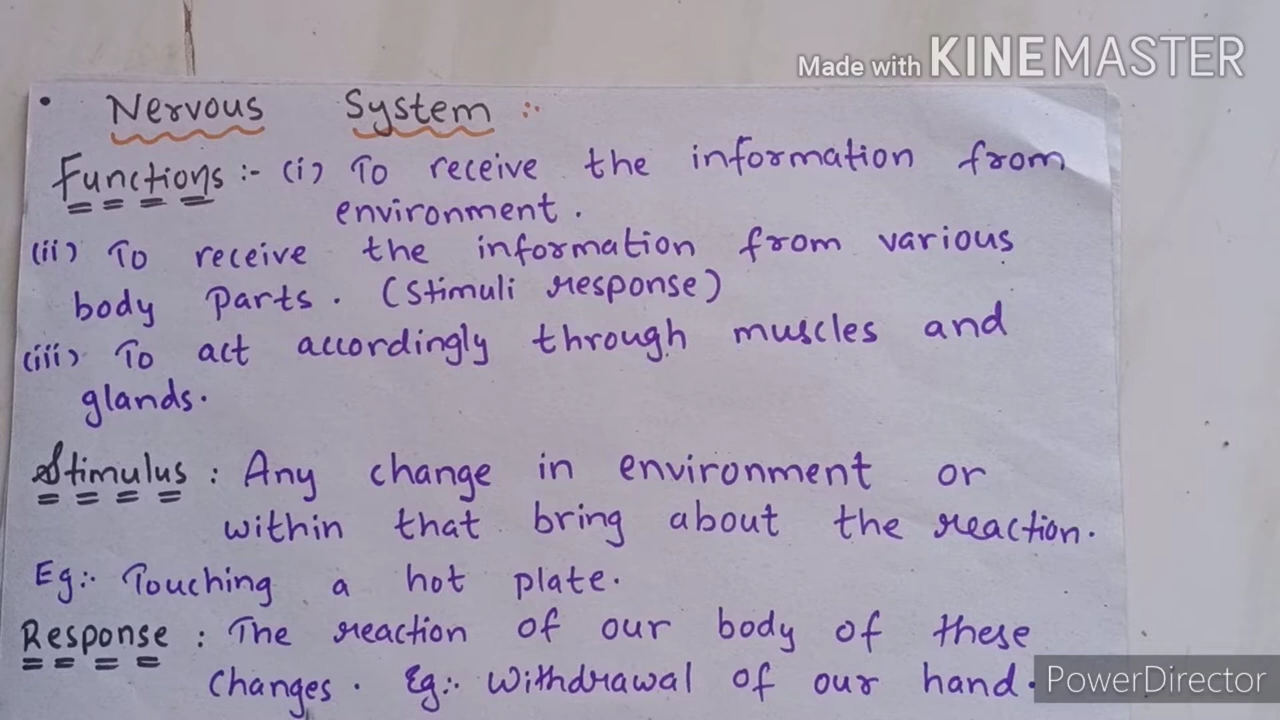 Made with KINEMASTER
• Nervous System :-
Functions :- (i) To receive the information from
environment.
(ii) To receive the information from various
body parts. (Stimuli response)
(iii) To act accordingly through muscles and
glands.
Stimulus : Any change in environment or
within that bring about the reaction.
Eg:- Touching a hot plate.
Response : The reaction of our body of these
changes. Eg:- Withdrawal of our hand.
PowerDirector